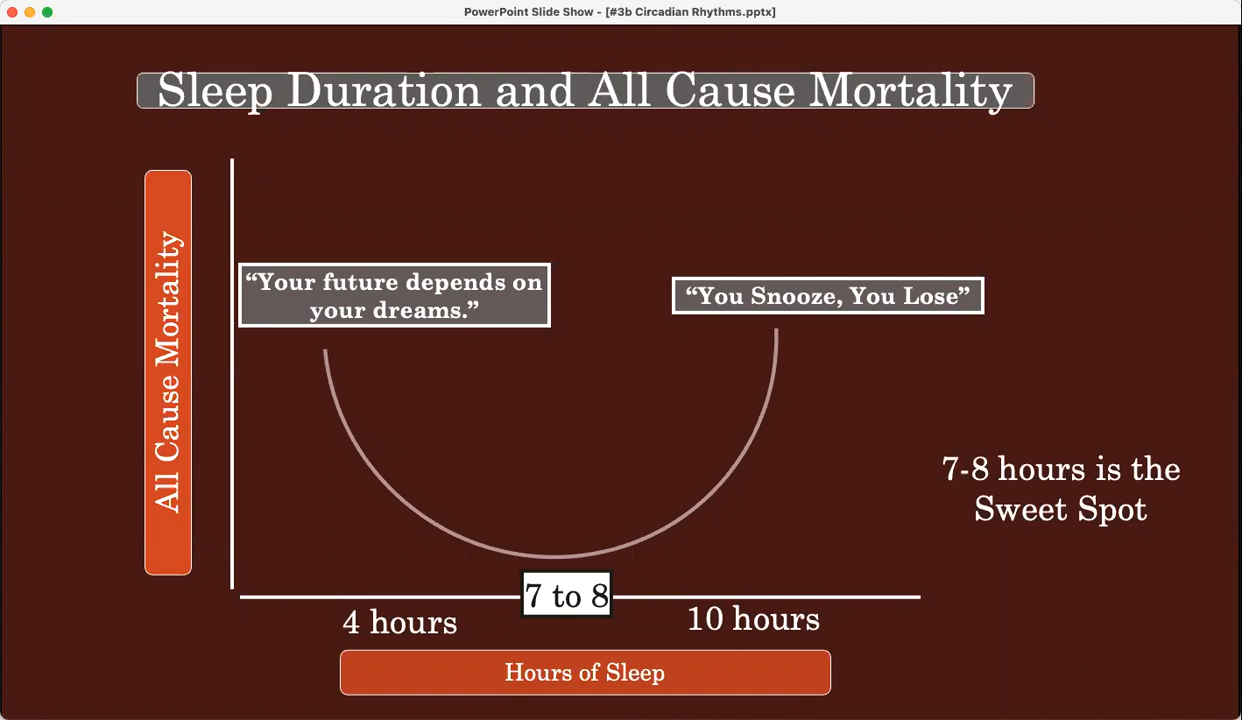 PowerPoint Slide Show - [#3b Circadian Rhythms.pptx]
Sleep Duration and All Cause Mortality
All Cause Mortality
“Your future depends on
your dreams.”
“You Snooze, You Lose”
7-8 hours is the
Sweet Spot
7 to 8
4 hours
10 hours
Hours of Sleep